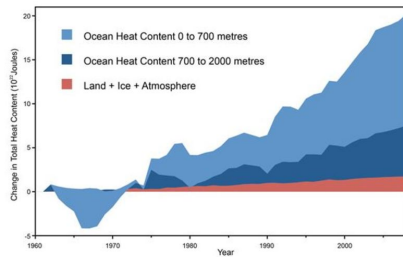 20
Ocean Heat Content 0 to 700 metres
15
Ocean Heat Content 700 to 2000 metres
Land + Ice + Atmosphere
10
5
0
-5
Change in Total Heat Content (10²² Joules)
1960 1970 1980 1990 2000
Year